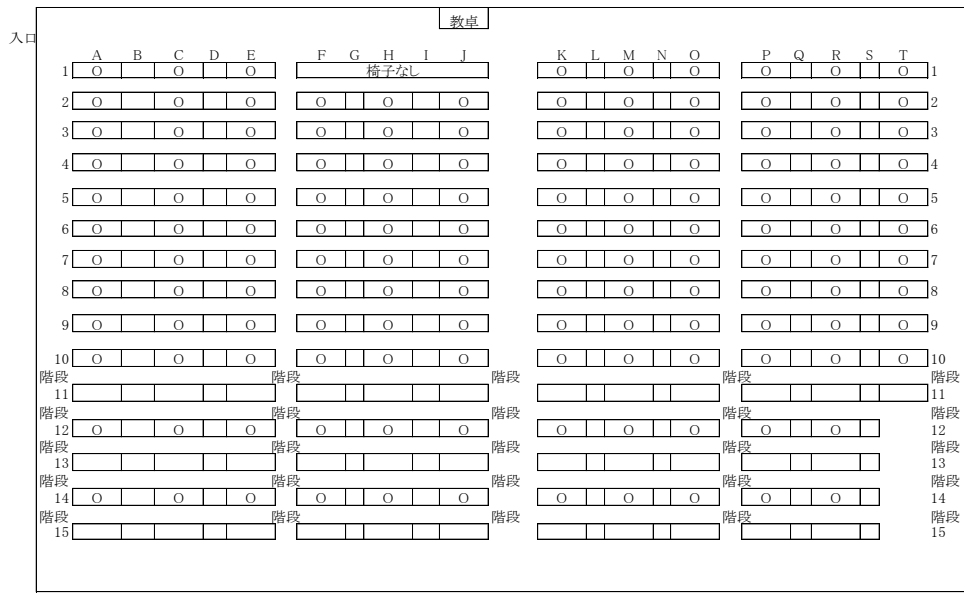 教卓
入口
A B C D E F G H I J K L M N O P Q R S T
1 O O O 椅子なし O O O O O O 1
2 O O O O O O O O O O O O 2
3 O O O O O O O O O O O O 3
4 O O O O O O O O O O O O 4
5 O O O O O O O O O O O O 5
6 O O O O O O O O O O O O 6
7 O O O O O O O O O O O O 7
8 O O O O O O O O O O O O 8
9 O O O O O O O O O O O O 9
10 O O O O O O O O O O O O 10
階段 階段 階段 階段 階段
11 11
階段 階段 階段 階段 階段
12 O O O O O O O O O O O 12
階段 階段 階段 階段 階段
13 13
階段 階段 階段 階段 階段
14 O O O O O O O O O O O 14
階段 階段 階段 階段 階段
15 15